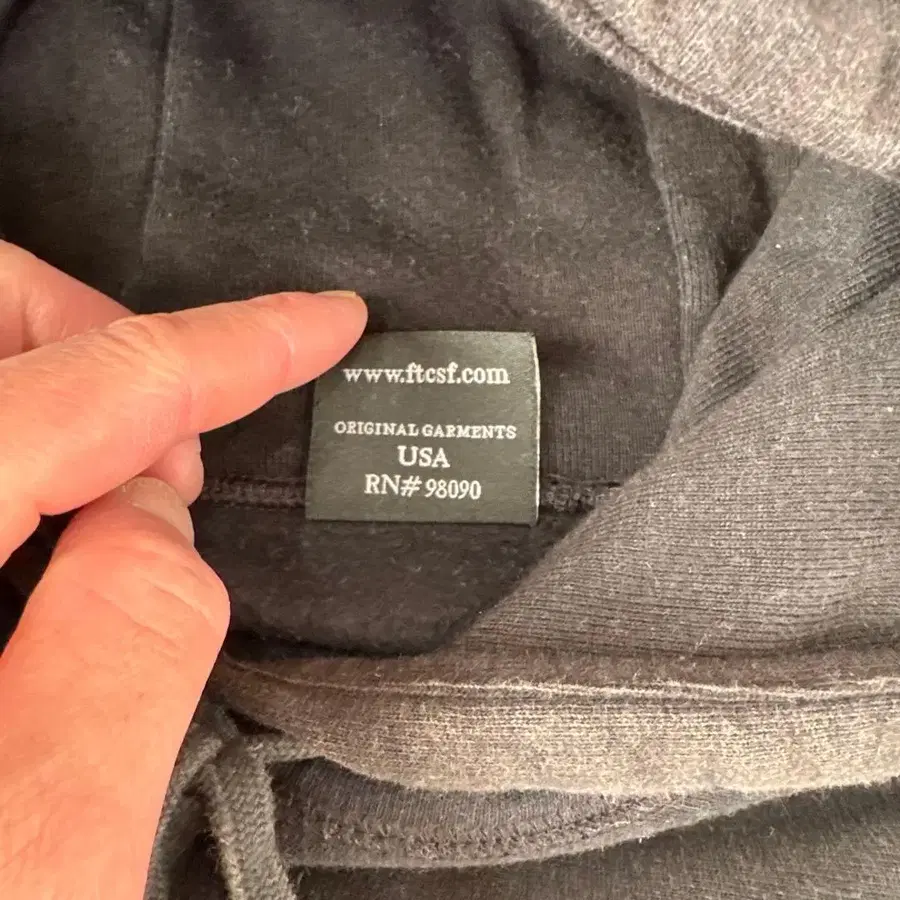 www.ftcsf.com
ORIGINAL GARMENTS
USA
RN# 98090